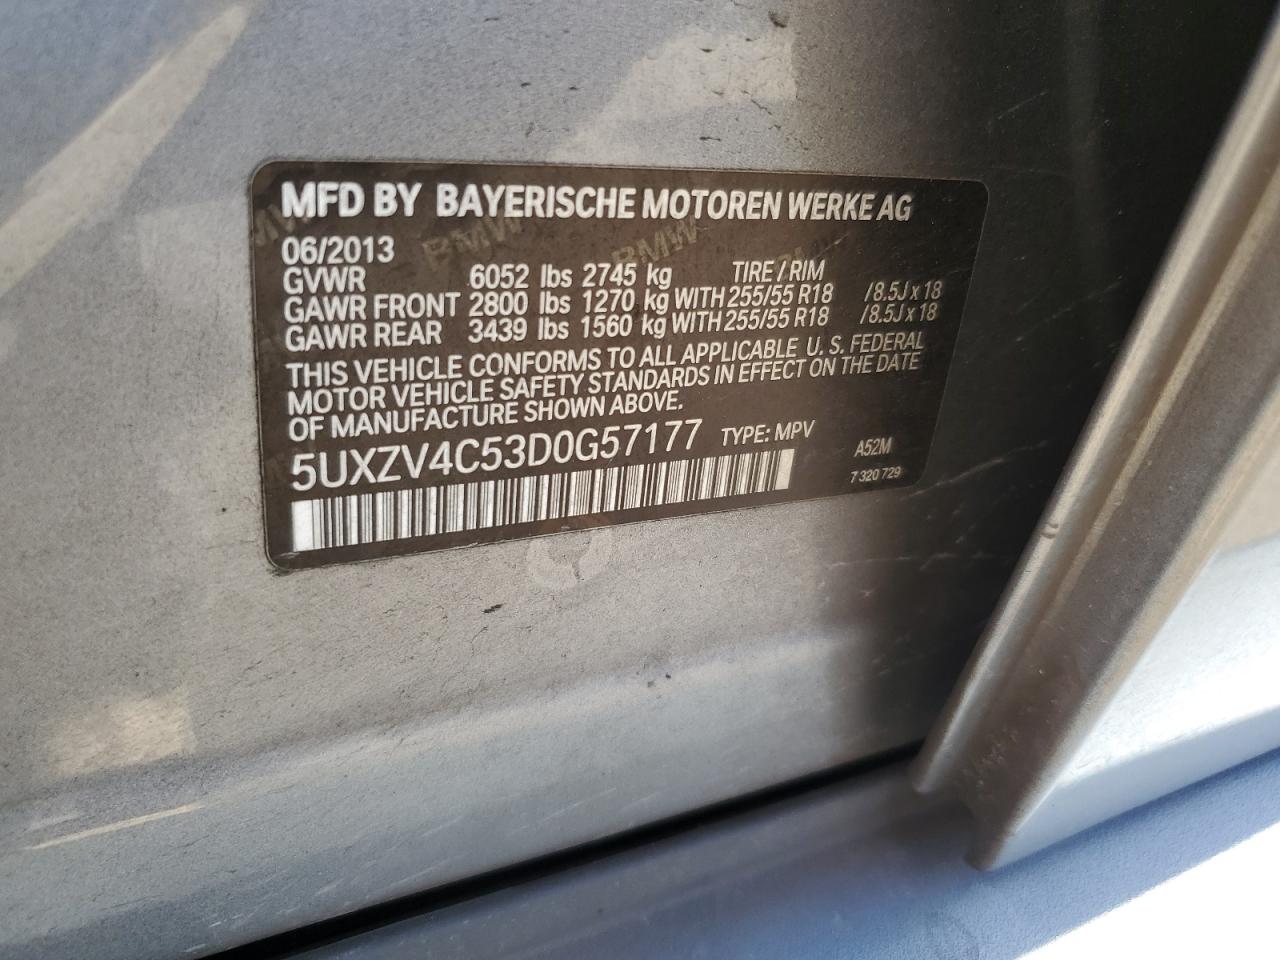 MFD BY BAYERISCHE MOTOREN WERKE AG
06/2013
GVWR 6052 lbs 2745 kg TIRE / RIM
GAWR FRONT 2800 lbs 1270 kg WITH 255/55 R18 /8.5J x 18
GAWR REAR 3439 lbs 1560 kg WITH 255/55 R18 /8.5J x 18
THIS VEHICLE CONFORMS TO ALL APPLICABLE U. S. FEDERAL
MOTOR VEHICLE SAFETY STANDARDS IN EFFECT ON THE DATE
OF MANUFACTURE SHOWN ABOVE.
5UXZV4C53D0G57177 TYPE: MPV A52M
7 320 729
BMW
BMW
BMW